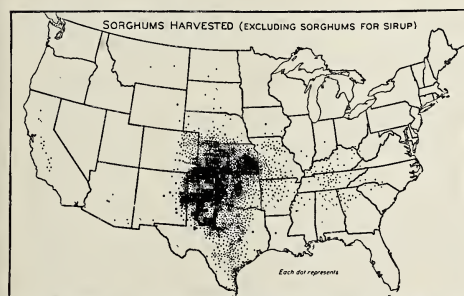 SORGHUMS HARVESTED (EXCLUDING SORGHUMS FOR SIRUP)
Each dot represents